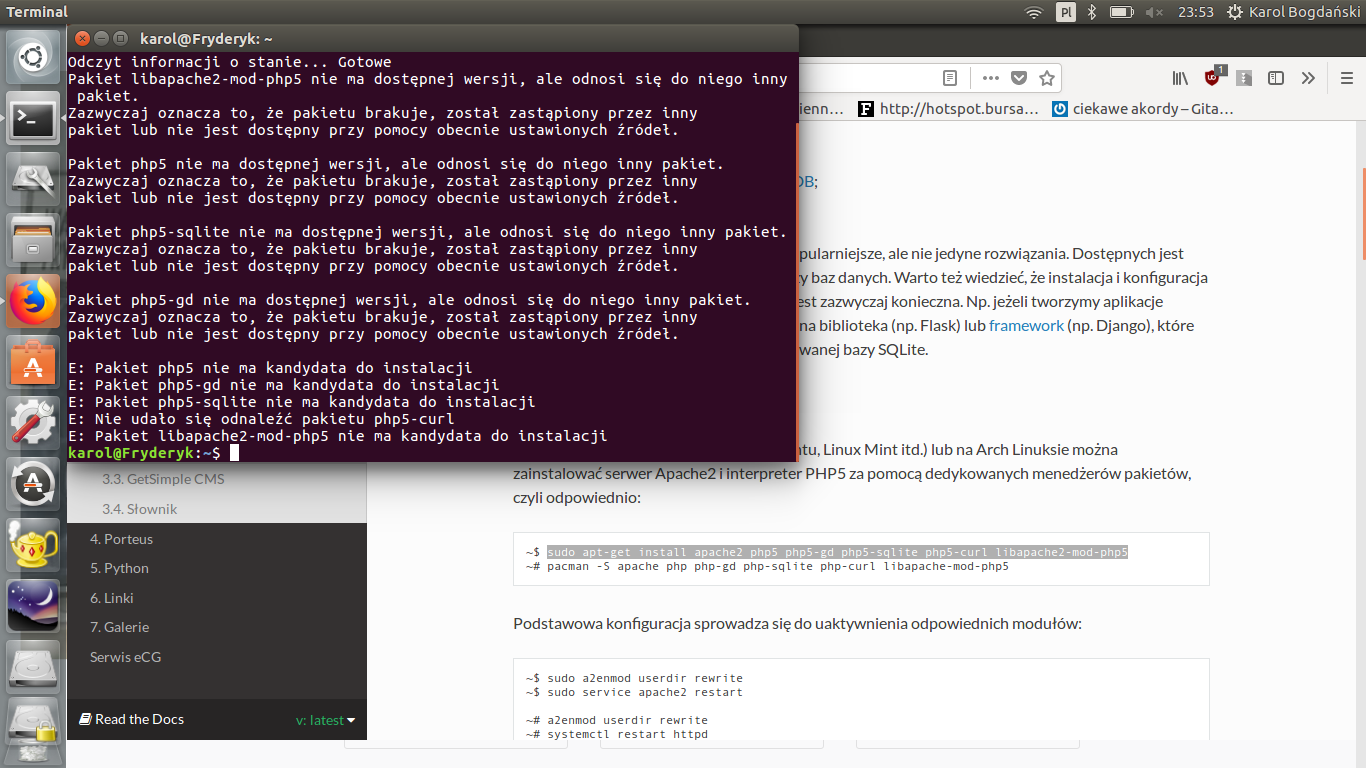 Terminal
Pl
23:53
Karol Bogdański
karol@Fryderyk: ~
Odczyt informacji o stanie... Gotowe
Pakiet libapache2-mod-php5 nie ma dostępnej wersji, ale odnosi się do niego inny
pakiet.
Zazwyczaj oznacza to, że pakietu brakuje, został zastąpiony przez inny
pakiet lub nie jest dostępny przy pomocy obecnie ustawionych źródeł.
Pakiet php5 nie ma dostępnej wersji, ale odnosi się do niego inny pakiet.
Zazwyczaj oznacza to, że pakietu brakuje, został zastąpiony przez inny
pakiet lub nie jest dostępny przy pomocy obecnie ustawionych źródeł.
Pakiet php5-sqlite nie ma dostępnej wersji, ale odnosi się do niego inny pakiet.
Zazwyczaj oznacza to, że pakietu brakuje, został zastąpiony przez inny
pakiet lub nie jest dostępny przy pomocy obecnie ustawionych źródeł.
Pakiet php5-gd nie ma dostępnej wersji, ale odnosi się do niego inny pakiet.
Zazwyczaj oznacza to, że pakietu brakuje, został zastąpiony przez inny
pakiet lub nie jest dostępny przy pomocy obecnie ustawionych źródeł.
E: Pakiet php5 nie ma kandydata do instalacji
E: Pakiet php5-gd nie ma kandydata do instalacji
E: Pakiet php5-sqlite nie ma kandydata do instalacji
E: Nie udało się odnaleźć pakietu php5-curl
E: Pakiet libapache2-mod-php5 nie ma kandydata do instalacji
karol@Fryderyk:~$
1
ienn…
http://hotspot.bursa…
ciekawe akordy – Gita…
DB;
pularniejsze, ale nie jedyne rozwiązania. Dostępnych jest
y baz danych. Warto też wiedzieć, że instalacja i konfiguracja
est zazwyczaj konieczna. Np. jeżeli tworzymy aplikacje
na biblioteka (np. Flask) lub framework (np. Django), które
wanej bazy SQLite.
ntu, Linux Mint itd.) lub na Arch Linuksie można
zainstalować serwer Apache2 i interpreter PHP5 za pomocą dedykowanych menedżerów pakietów,
czyli odpowiednio:
~$ sudo apt-get install apache2 php5 php5-gd php5-sqlite php5-curl libapache2-mod-php5
~# pacman -S apache php php-gd php-sqlite php-curl libapache-mod-php5
Podstawowa konfiguracja sprowadza się do uaktywnienia odpowiednich modułów:
~$ sudo a2enmod userdir rewrite
~$ sudo service apache2 restart
~# a2enmod userdir rewrite
~# systemctl restart httpd
3.3. GetSimple CMS
3.4. Słownik
4. Porteus
5. Python
6. Linki
7. Galerie
Serwis eCG
Read the Docs
v: latest